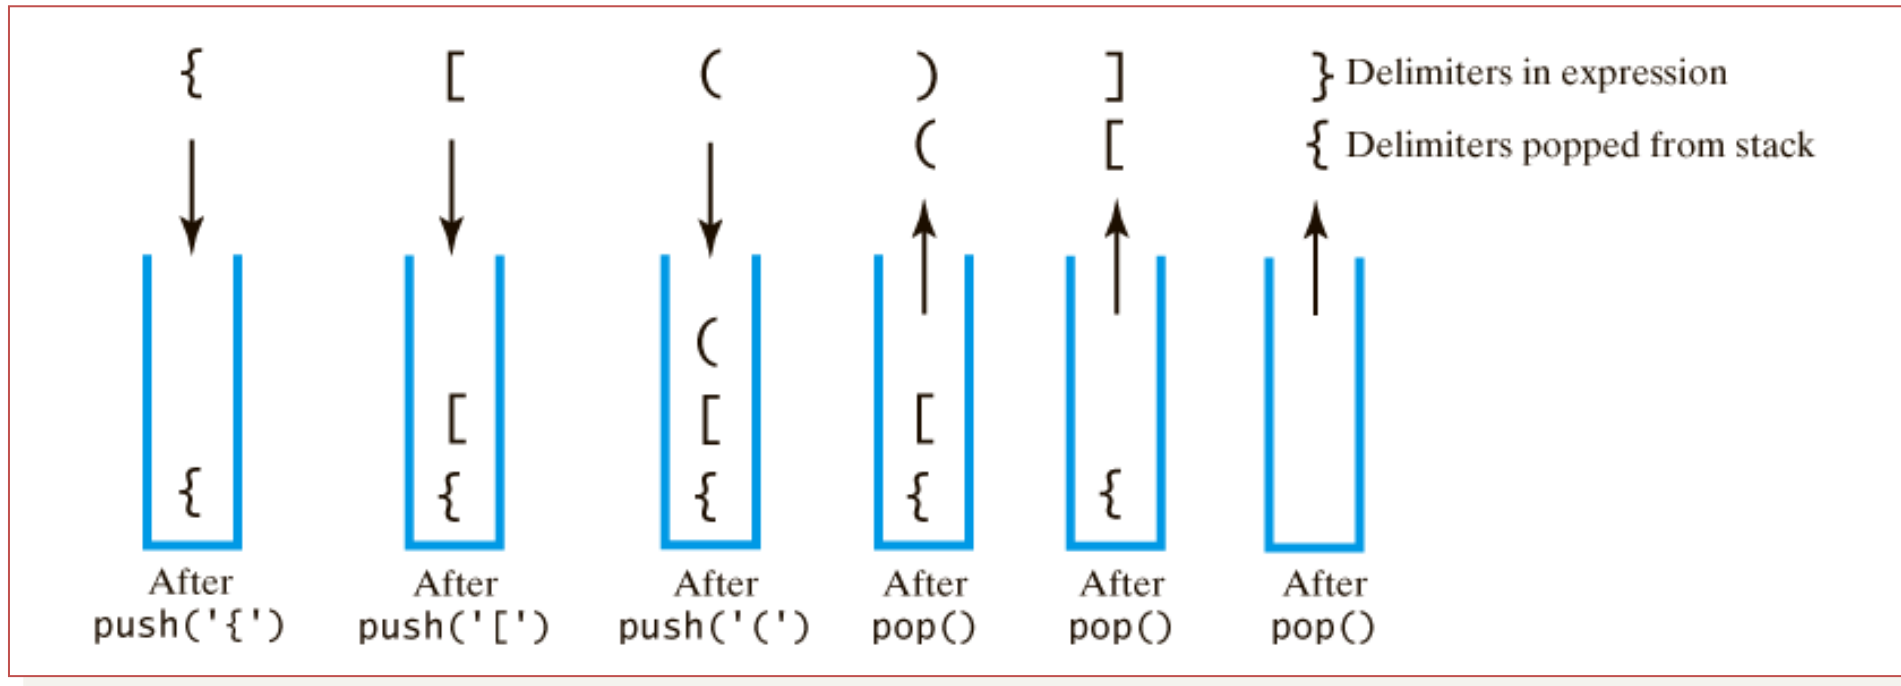 { [ ( ) ] } Delimiters in expression
( [ { Delimiters popped from stack
(
[ [ [
{ { { { {
After After After After After After
push('{') push('[') push('(') pop() pop() pop()